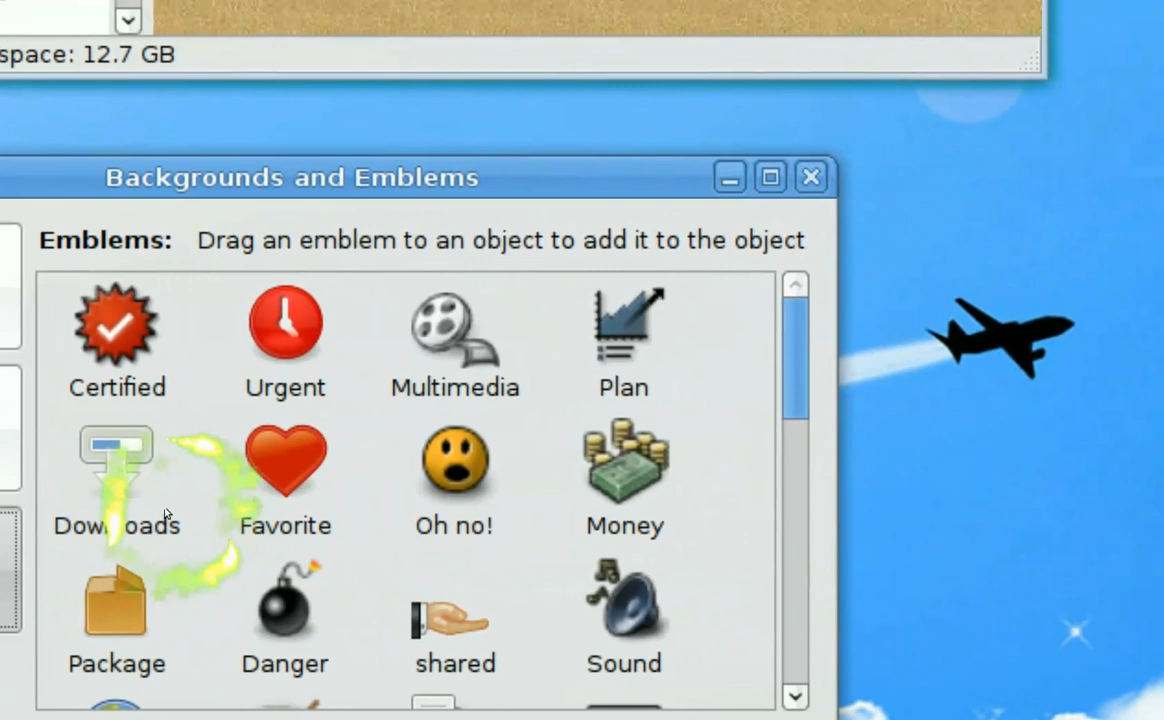 space: 12.7 GB
Backgrounds and Emblems
Emblems: Drag an emblem to an object to add it to the object
Certified Urgent Multimedia Plan
Downloads Favorite Oh no! Money
Package Danger shared Sound